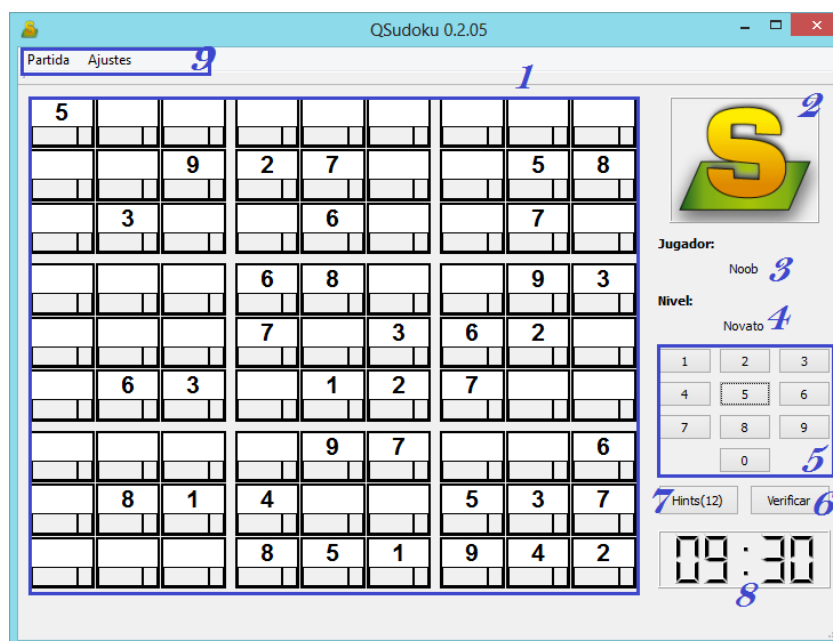 QSudoku 0.2.05
Partida Ajustes 9
1
5
2
9 2 7 5 8
3 6 7
Jugador:
Noob 3
6 8 9 3
Nivel:
Novato 4
7 3 6 2
1 2 3
6 3 1 2 7
4 5 6
9 7 6
7 8 9
0 5
8 1 4 5 3 7
7 Hints(12) Verificar 6
8 5 1 9 4 2
09:30
8